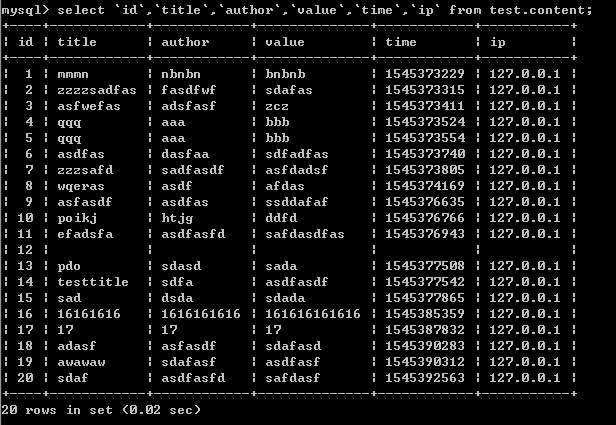 mysql> select `id`,`title`,`author`,`value`,`time`,`ip` from test.content;
+----+------------+------------+--------------+------------+-----------+
| id | title | author | value | time | ip |
+----+------------+------------+--------------+------------+-----------+
| 1 | mmmn | nbnbn | bnbnb | 1545373229 | 127.0.0.1 |
| 2 | zzzzsadfas | fasdfwf | sdafas | 1545373315 | 127.0.0.1 |
| 3 | asfwefas | adsfasf | zcz | 1545373411 | 127.0.0.1 |
| 4 | qqq | aaa | bbb | 1545373524 | 127.0.0.1 |
| 5 | qqq | aaa | bbb | 1545373554 | 127.0.0.1 |
| 6 | asdfas | dasfaa | sdfadfas | 1545373740 | 127.0.0.1 |
| 7 | zzzsafd | sadfasdf | asfdadsf | 1545373805 | 127.0.0.1 |
| 8 | wqeras | asdf | afdas | 1545374169 | 127.0.0.1 |
| 9 | asfasdf | asdfas | ssddafaf | 1545376635 | 127.0.0.1 |
| 10 | poikj | htjg | ddfd | 1545376766 | 127.0.0.1 |
| 11 | efadsfa | asdfasfd | safdasdfas | 1545376943 | 127.0.0.1 |
| 12 | | | | | |
| 13 | pdo | sdasd | sada | 1545377508 | 127.0.0.1 |
| 14 | testtitle | sdfa | asdfasdf | 1545377542 | 127.0.0.1 |
| 15 | sad | dsda | sdada | 1545377865 | 127.0.0.1 |
| 16 | 16161616 | 1616161616 | 161616161616 | 1545385359 | 127.0.0.1 |
| 17 | 17 | 17 | 17 | 1545387832 | 127.0.0.1 |
| 18 | adasf | asfasdf | sdafasd | 1545390283 | 127.0.0.1 |
| 19 | awawaw | sdafasf | asdfasf | 1545390312 | 127.0.0.1 |
| 20 | sdaf | asdfasfd | safdasf | 1545392563 | 127.0.0.1 |
+----+------------+------------+--------------+------------+-----------+
20 rows in set (0.02 sec)